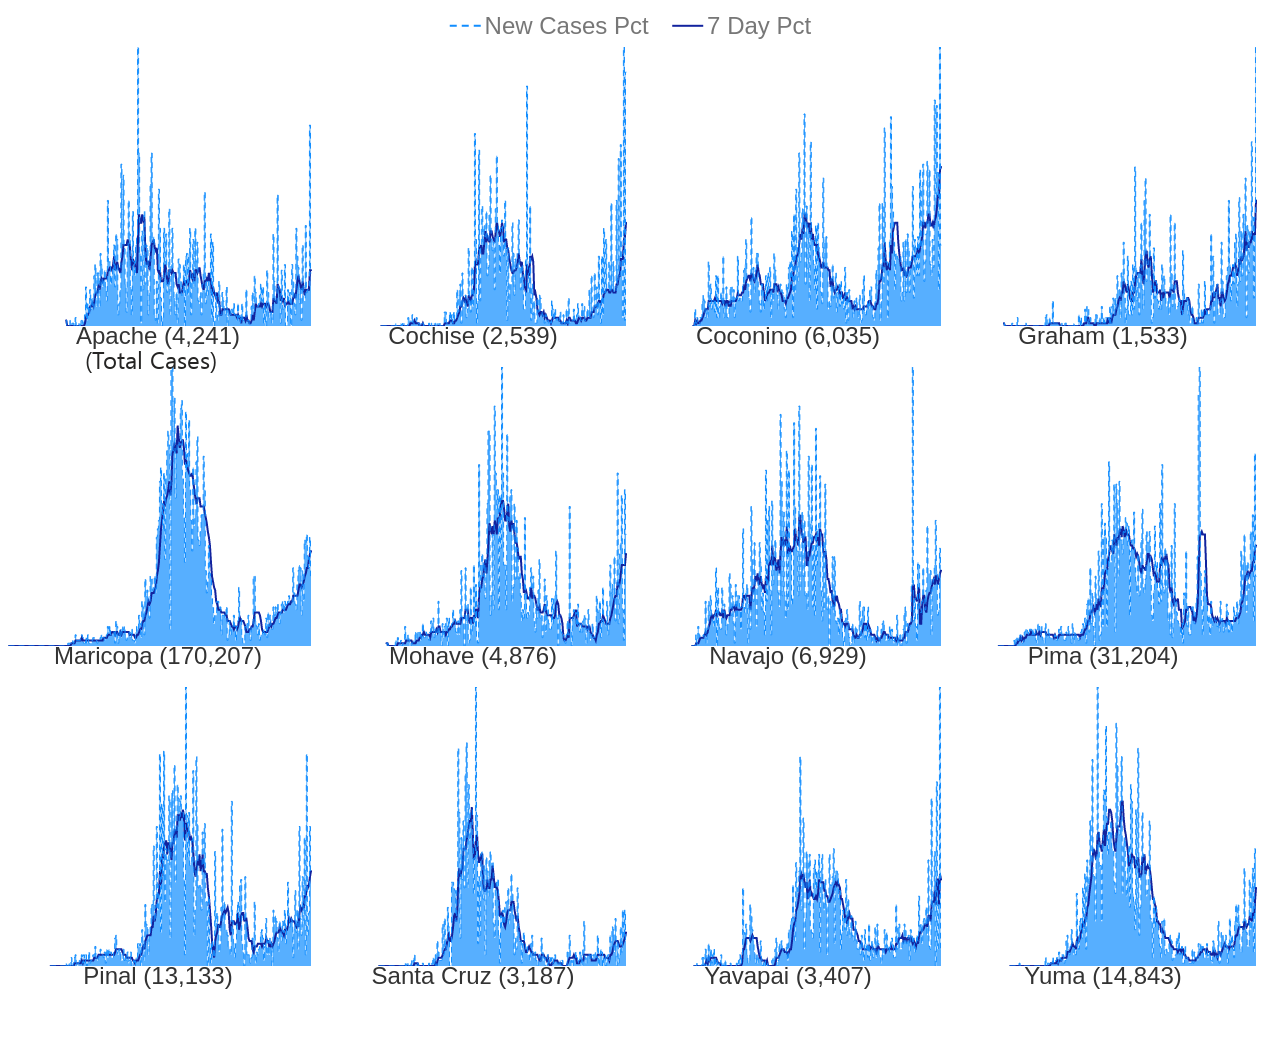 New Cases Pct 7 Day Pct
Apache (4,241) Cochise (2,539) Coconino (6,035) Graham (1,533)
(Total Cases)
Maricopa (170,207) Mohave (4,876) Navajo (6,929) Pima (31,204)
Pinal (13,133) Santa Cruz (3,187) Yavapai (3,407) Yuma (14,843)